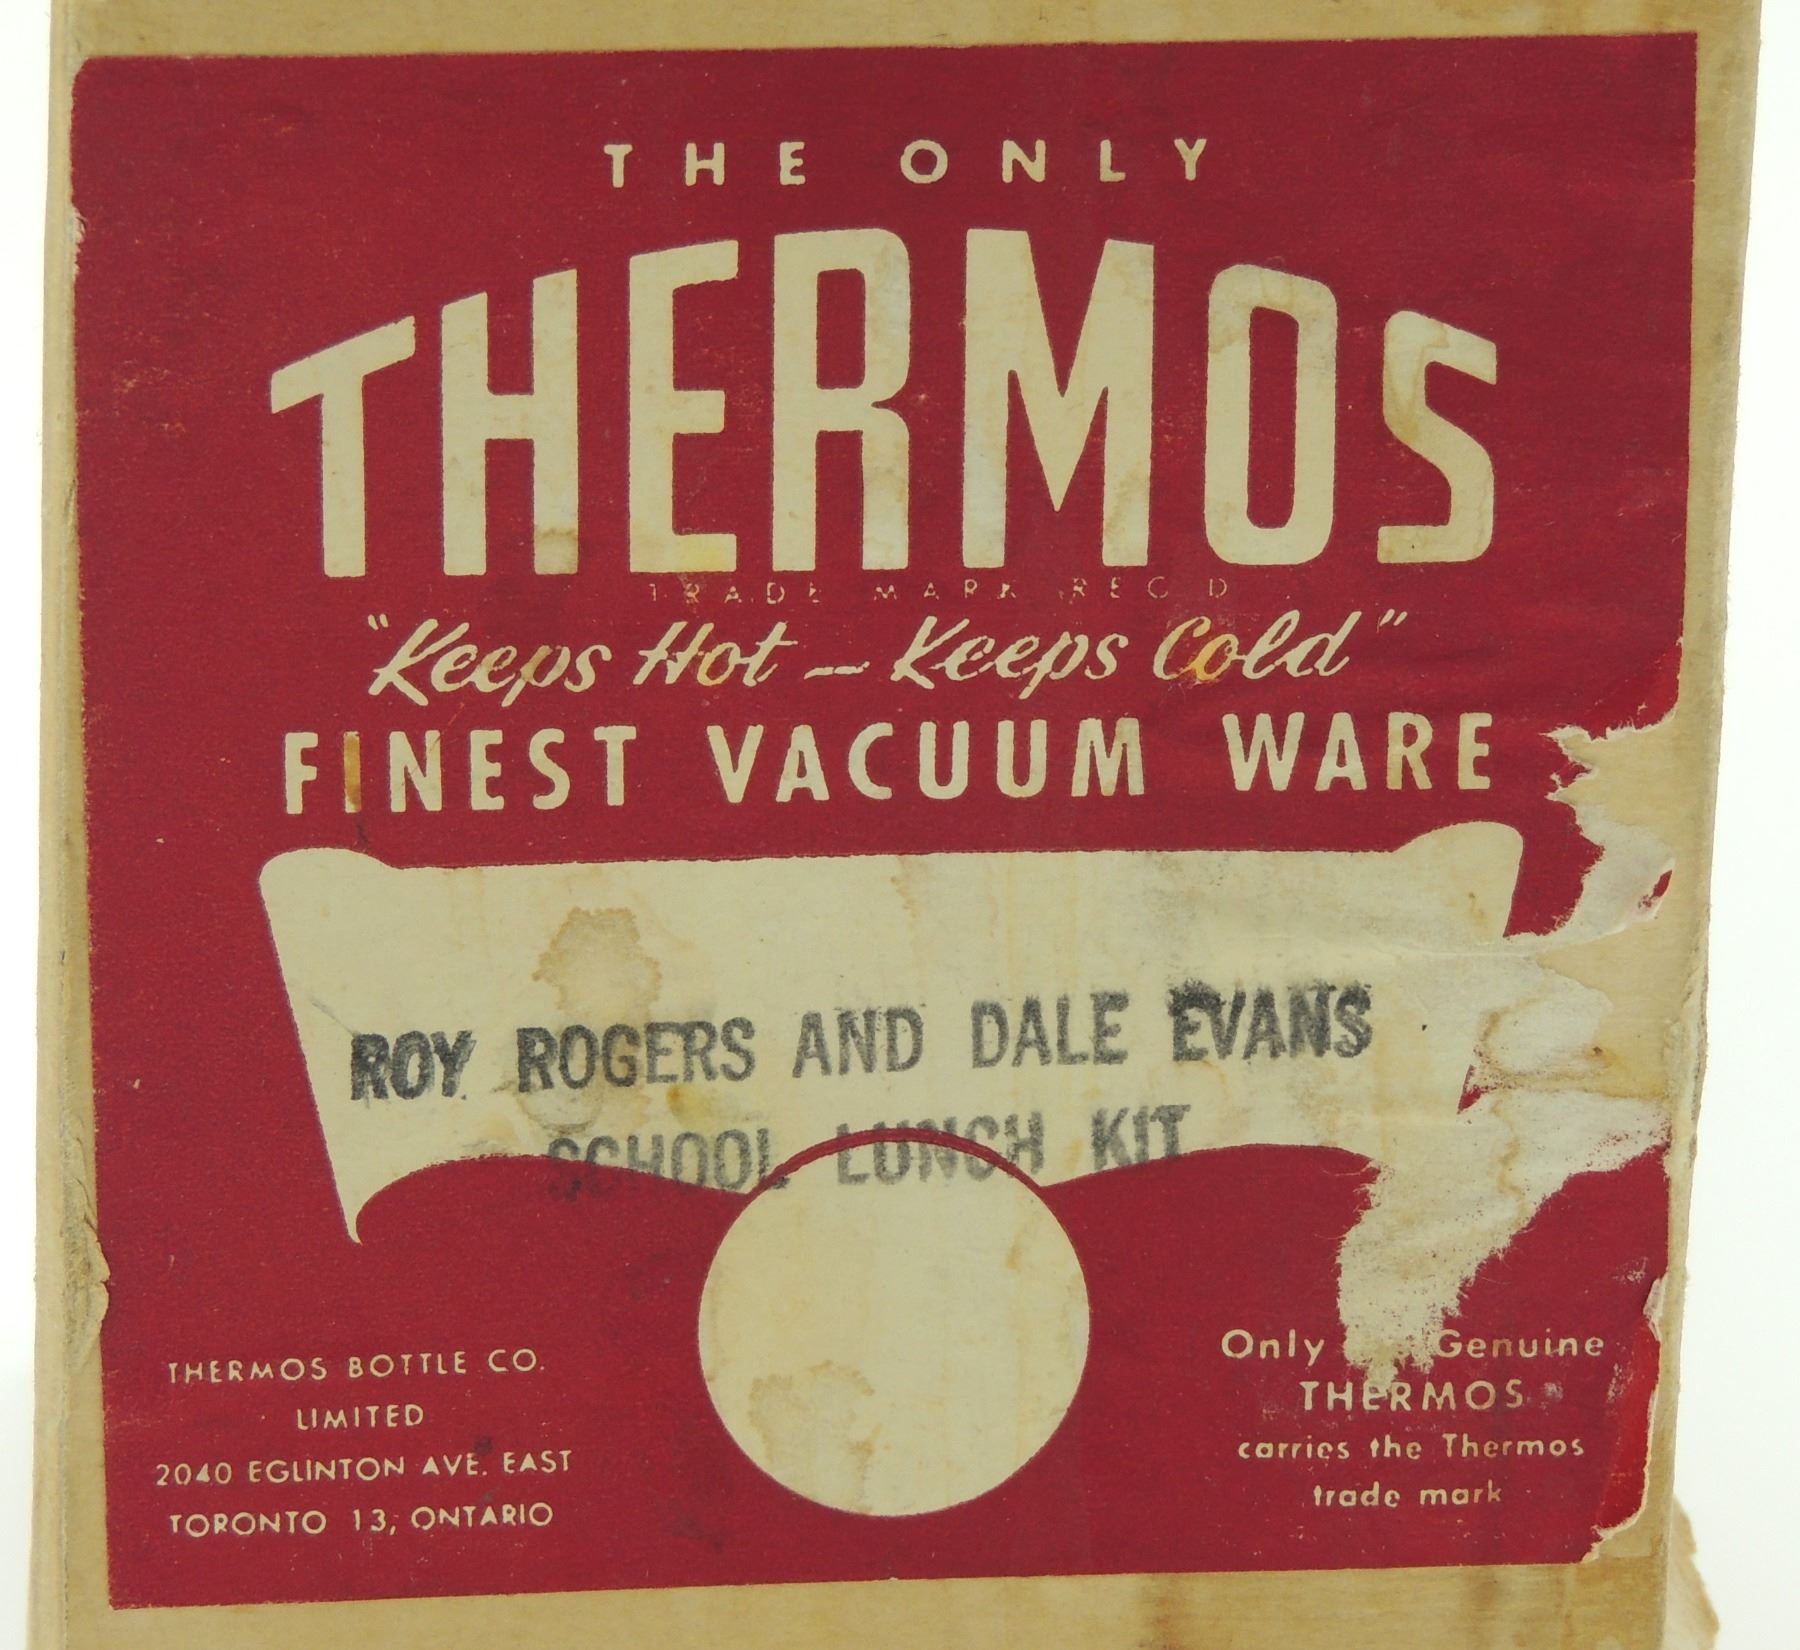 THE ONLY
THERMOS
TRADE MARK REG'D
"Keeps Hot — Keeps Cold"
FINEST VACUUM WARE
ROY ROGERS AND DALE EVANS
SCHOOL LUNCH KIT
THERMOS BOTTLE CO.
LIMITED
2040 EGLINTON AVE. EAST
TORONTO 13, ONTARIO
Only Genuine
THERMOS
carries the Thermos
trade mark